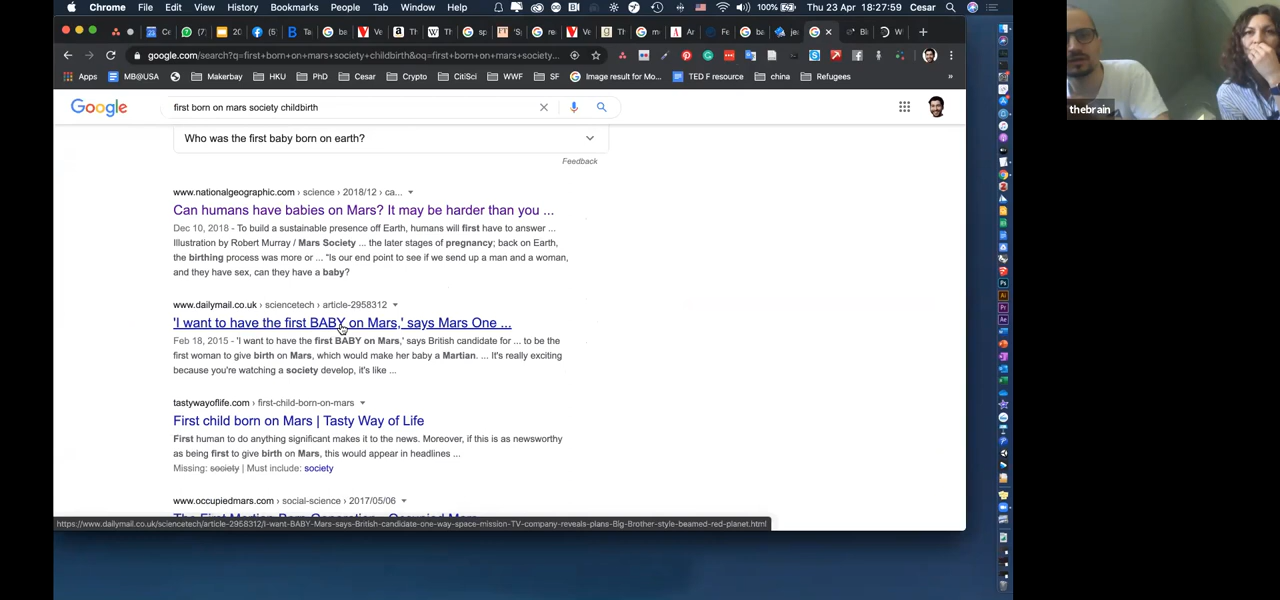 Chrome File Edit View History Bookmarks People Tab Window Help 100% Thu 23 Apr 18:27:59 Cesar
google.com/search?q=first+born+on+mars+society+childbirth&oq=first+born+on+mars+society...
Apps MB@USA Makerbay HKU PhD Cesar Crypto CitiSci WWF SF Image result for Mo... TED F resource china Refugees »
Google first born on mars society childbirth
Who was the first baby born on earth?
Feedback
www.nationalgeographic.com › science › 2018/12 › ca...
Can humans have babies on Mars? It may be harder than you ...
Dec 10, 2018 - To build a sustainable presence off Earth, humans will first have to answer ...
Illustration by Robert Murray / Mars Society ... the later stages of pregnancy; back on Earth,
the birthing process was more or ... "Is our end point to see if we send up a man and a woman,
and they have sex, can they have a baby?
www.dailymail.co.uk › sciencetech › article-2958312
'I want to have the first BABY on Mars,' says Mars One ...
Feb 18, 2015 - 'I want to have the first BABY on Mars,' says British candidate for ... to be the
first woman to give birth on Mars, which would make her baby a Martian. ... It's really exciting
because you're watching a society develop, it's like ...
tastywayoflife.com › first-child-born-on-mars
First child born on Mars | Tasty Way of Life
First human to do anything significant makes it to the news. Moreover, if this is as newsworthy
as being first to give birth on Mars, this would appear in headlines ...
Missing: society | Must include: society
www.occupiedmars.com › social-science › 2017/05/06
https://www.dailymail.co.uk/sciencetech/article-2958312/I-want-BABY-Mars-says-British-candidate-one-way-space-mission-TV-company-reveals-plans-Big-Brother-style-beamed-red-planet.html
thebrain